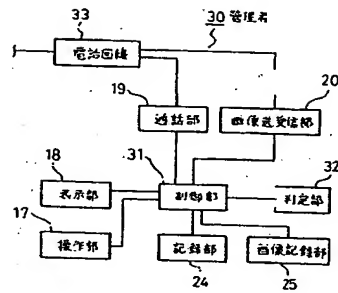 33
30 管理者
電話回線
19
20
通話部
画像送受信部
18
31
32
表示部
制御部
判定部
17
操作部
記録部
画像記録部
24
25